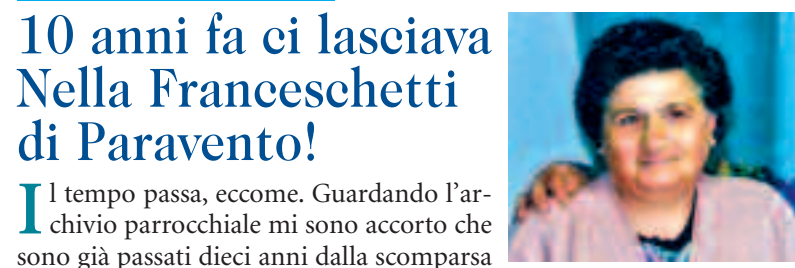 10 anni fa ci lasciava
Nella Franceschetti
di Paravento!
Il tempo passa, eccome. Guardando l'ar-
chivio parrocchiale mi sono accorto che
sono già passati dieci anni dalla scomparsa